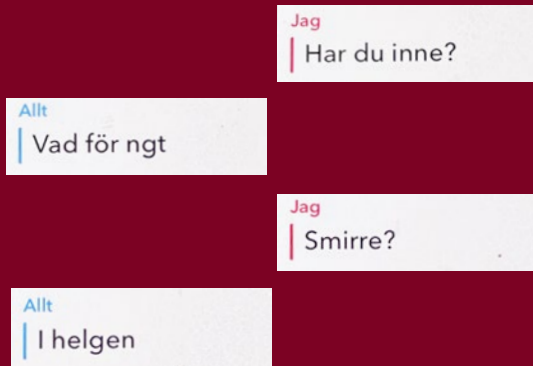 Jag
Har du inne?
Allt
Vad för ngt
Jag
Smirre?
Allt
I helgen